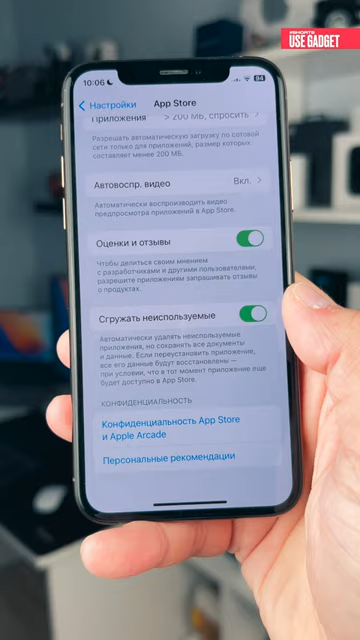 #SHORTS
USE GADGET
10:06
84
Настройки
App Store
Приложения > 200 МБ, спросить
Разрешать автоматическую загрузку по сотовой
сети только для приложений, размер которых
составляет менее 200 МБ.
Автовоспр. видео Вкл.
Автоматически воспроизводить видео
предпросмотра приложений в App Store.
Оценки и отзывы
Чтобы делиться своим мнением
с разработчиками и другими пользователями,
разрешите приложениям запрашивать отзывы
о продуктах.
Сгружать неиспользуемые
Автоматически удалять неиспользуемые
приложения, но сохранять все документы
и данные. Если переустановить приложение,
все его данные будут восстановлены —
при условии, что в тот момент приложение еще
будет доступно в App Store.
КОНФИДЕНЦИАЛЬНОСТЬ
Конфиденциальность App Store
и Apple Arcade
Персональные рекомендации